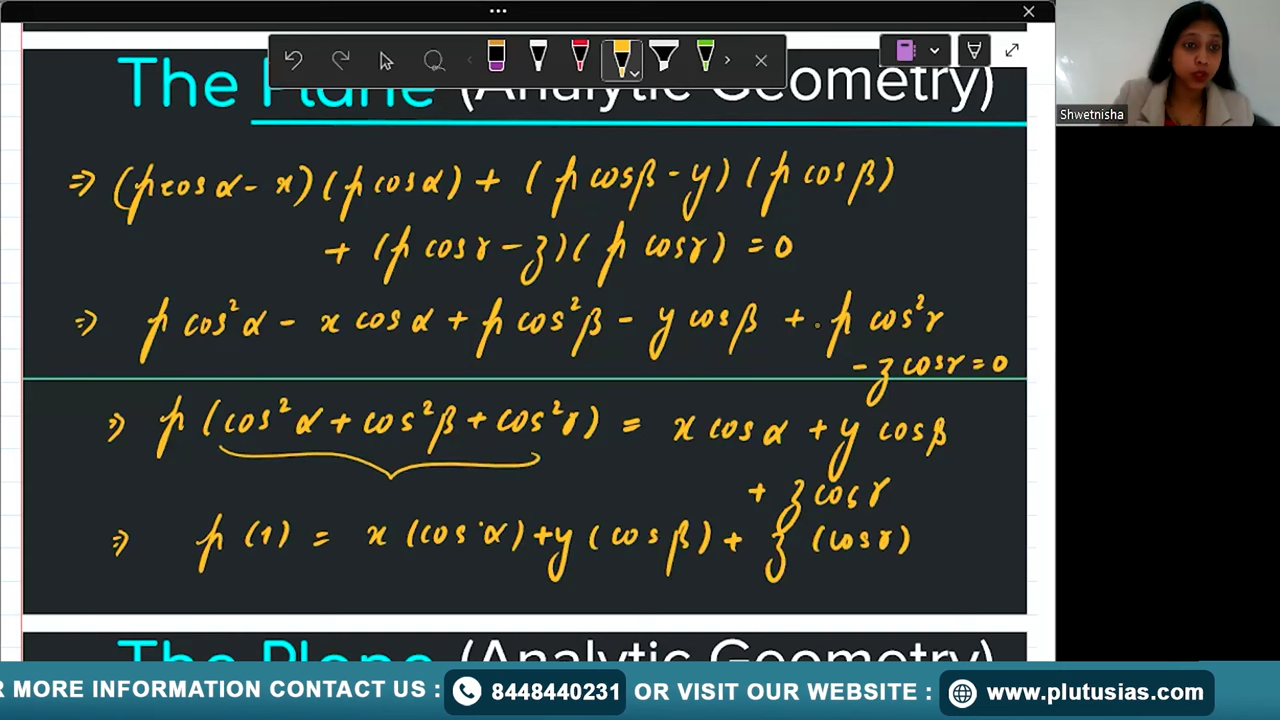 The Plane (Analytic Geometry)
Shwetnisha
⇒ (p cos α - x)(p cos α) + (p cos β - y)(p cos β)
+ (p cos γ - z)(p cos γ) = 0
⇒ p cos²α - x cos α + p cos²β - y cos β + p cos²γ
- z cos γ = 0
⇒ p (cos²α + cos²β + cos²γ) = x cos α + y cos β
+ z cos γ
⇒ p (1) = x (cos α) + y (cos β) + z (cos γ)
The Plane (Analytic Geometry)
R MORE INFORMATION CONTACT US : 8448440231 OR VISIT OUR WEBSITE : www.plutusias.com